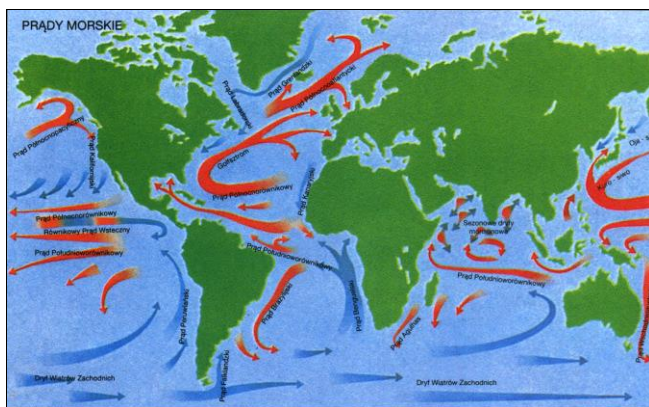 PRĄDY MORSKIE
Prąd Grenlandzki
Prąd Labradorski
Prąd Północnoatlantycki
Prąd Północnopacyficzny
Prąd Kalifornijski
Golfsztrom
Oja - s
Kuro - siwo
Prąd Północnorównikowy
Prąd Kanaryjski
Prąd Północnorównikowy
Równikowy Prąd Wsteczny
Sezonowe dryfy
monsunowe
Prąd Południoworównikowy
Prąd Południoworównikowy
Prąd Południoworównikowy
Prąd Peruwiański
Prąd Brazylijski
Prąd Benguelski
Prąd Agulhas
Prąd Falklandzki
Dryf Wiatrów Zachodnich
Dryf Wiatrów Zachodnich